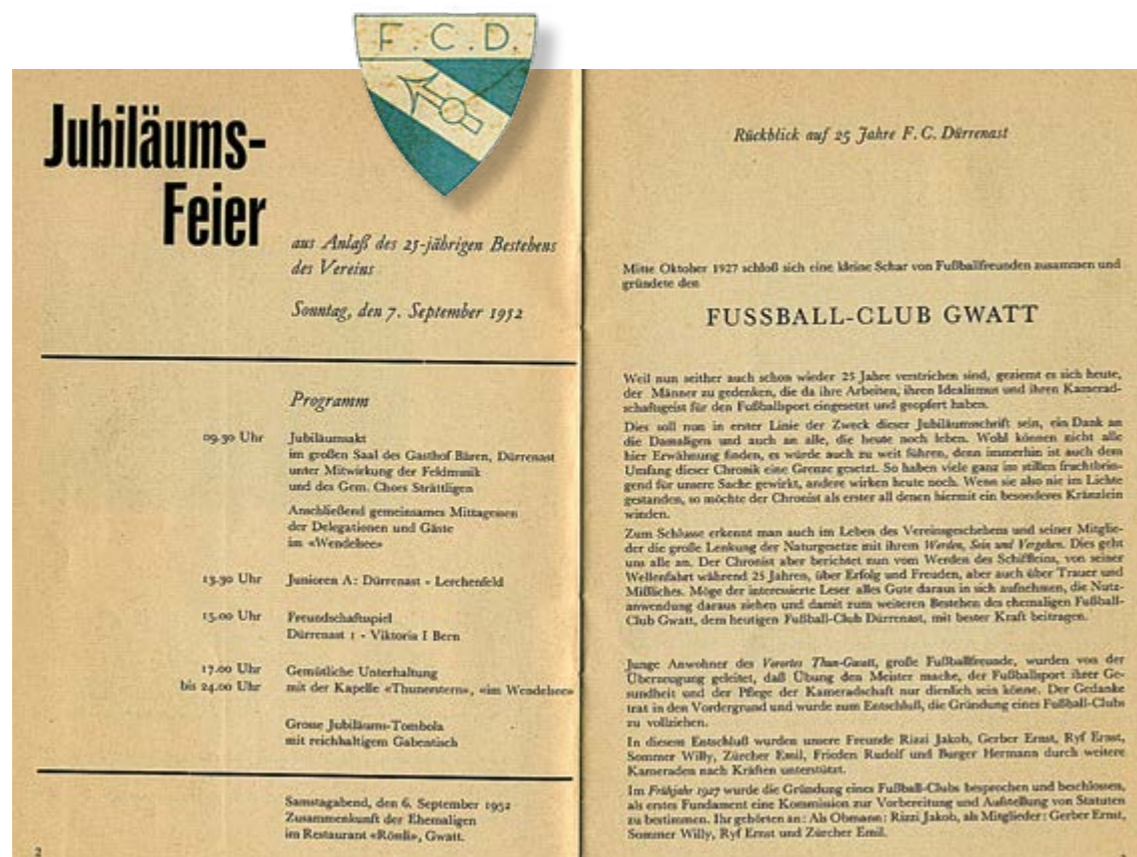 F.C.D.
Jubiläums-
Feier
aus Anlaß des 25-jährigen Bestehens
des Vereins
Sonntag, den 7. September 1952
Programm
09.30 Uhr Jubiläumsakt
im großen Saal des Gasthof Bären, Dürrenast
unter Mitwirkung der Feldmusik
und des Gem. Chors Strättligen
Anschließend gemeinsames Mittagessen
der Delegationen und Gäste
im «Wendelsee»
13.30 Uhr Junioren A: Dürrenast - Lerchenfeld
15.00 Uhr Freundschaftsspiel
Dürrenast 1 - Viktoria I Bern
17.00 Uhr Gemütliche Unterhaltung
bis 24.00 Uhr mit der Kapelle «Thunerstern», «im Wendelsee»
Grosse Jubiläums-Tombola
mit reichhaltigem Gabentisch
Samstagabend, den 6. September 1952
Zusammenkunft der Ehemaligen
im Restaurant «Rössli», Gwatt.
2
Rückblick auf 25 Jahre F. C. Dürrenast
Mitte Oktober 1927 schloß sich eine kleine Schar von Fußballfreunden zusammen und
gründete den
FUSSBALL-CLUB GWATT
Weil nun seither auch schon wieder 25 Jahre verstrichen sind, geziemt es sich heute,
der Männer zu gedenken, die da ihre Arbeiten, ihren Idealismus und ihren Kamerad-
schaftsgeist für den Fußballsport eingesetzt und geopfert haben.
Dies soll nun in erster Linie der Zweck dieser Jubiläumsschrift sein, ein Dank an
die Damaligen und auch an alle, die heute noch leben. Wohl können nicht alle
hier Erwähnung finden, es würde auch zu weit führen, denn immerhin ist auch dem
Umfang dieser Chronik eine Grenze gesetzt. So haben viele ganz im stillen fruchtbrin-
gend für unsere Sache gewirkt, andere wirken heute noch. Wenn sie also nie im Lichte
gestanden, so möchte der Chronist als erster all denen hiermit ein besonderes Kränzlein
winden.
Zum Schlusse erkennt man auch im Leben des Vereinsgeschehens und seiner Mitglie-
der die große Lenkung der Naturgesetze mit ihrem Werden, Sein und Vergehen. Dies geht
uns alle an. Der Chronist aber berichtet nun vom Werden des Schiffleins, von seiner
Wellenfahrt während 25 Jahren, über Erfolg und Freuden, aber auch über Trauer und
Mißliches. Möge der interessierte Leser alles Gute daraus in sich aufnehmen, die Nutz-
anwendung daraus ziehen und damit zum weiteren Bestehen des ehemaligen Fußball-
Club Gwatt, dem heutigen Fußball-Club Dürrenast, mit bester Kraft beitragen.
Junge Anwohner des Vorortes Thun-Gwatt, große Fußballfreunde, wurden von der
Überzeugung geleitet, daß Übung den Meister mache, der Fußballsport ihrer Ge-
sundheit und der Pflege der Kameradschaft nur dienlich sein könne. Der Gedanke
trat in den Vordergrund und wurde zum Entschluß, die Gründung eines Fußball-Clubs
zu vollziehen.
In diesem Entschluß wurden unsere Freunde Rizzi Jakob, Gerber Ernst, Ryf Ernst,
Sommer Willy, Zürcher Emil, Frieden Rudolf und Burger Hermann durch weitere
Kameraden nach Kräften unterstützt.
Im Frühjahr 1927 wurde die Gründung eines Fußball-Clubs besprochen und beschlossen,
als erstes Fundament eine Kommission zur Vorbereitung und Aufstellung von Statuten
zu bestimmen. Ihr gehörten an: Als Obmann: Rizzi Jakob, als Mitglieder: Gerber Ernst,
Sommer Willy, Ryf Ernst und Zürcher Emil.